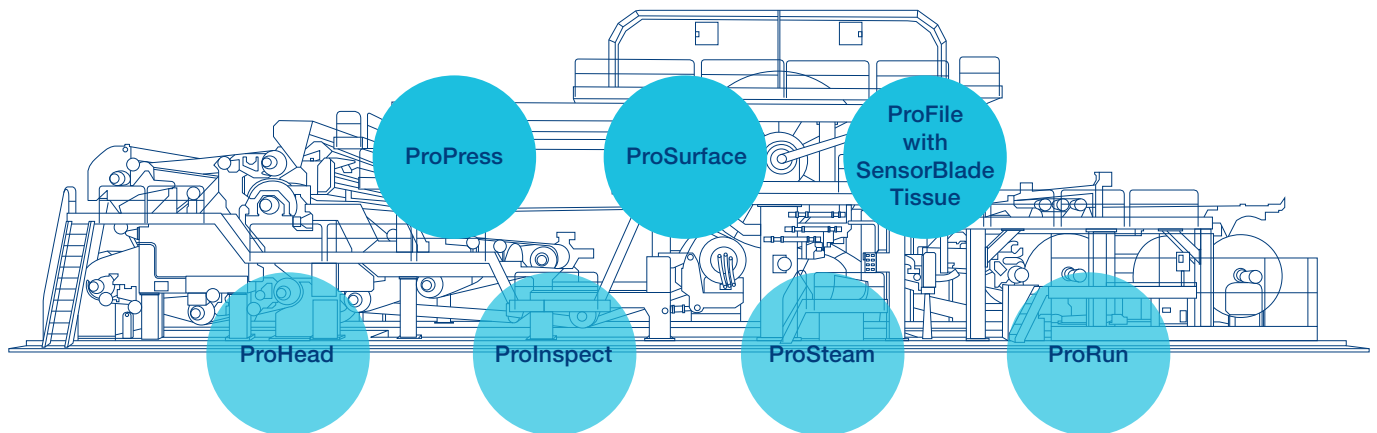 ProPress
ProSurface
ProFile
with
SensorBlade
Tissue
ProHead
ProInspect
ProSteam
ProRun